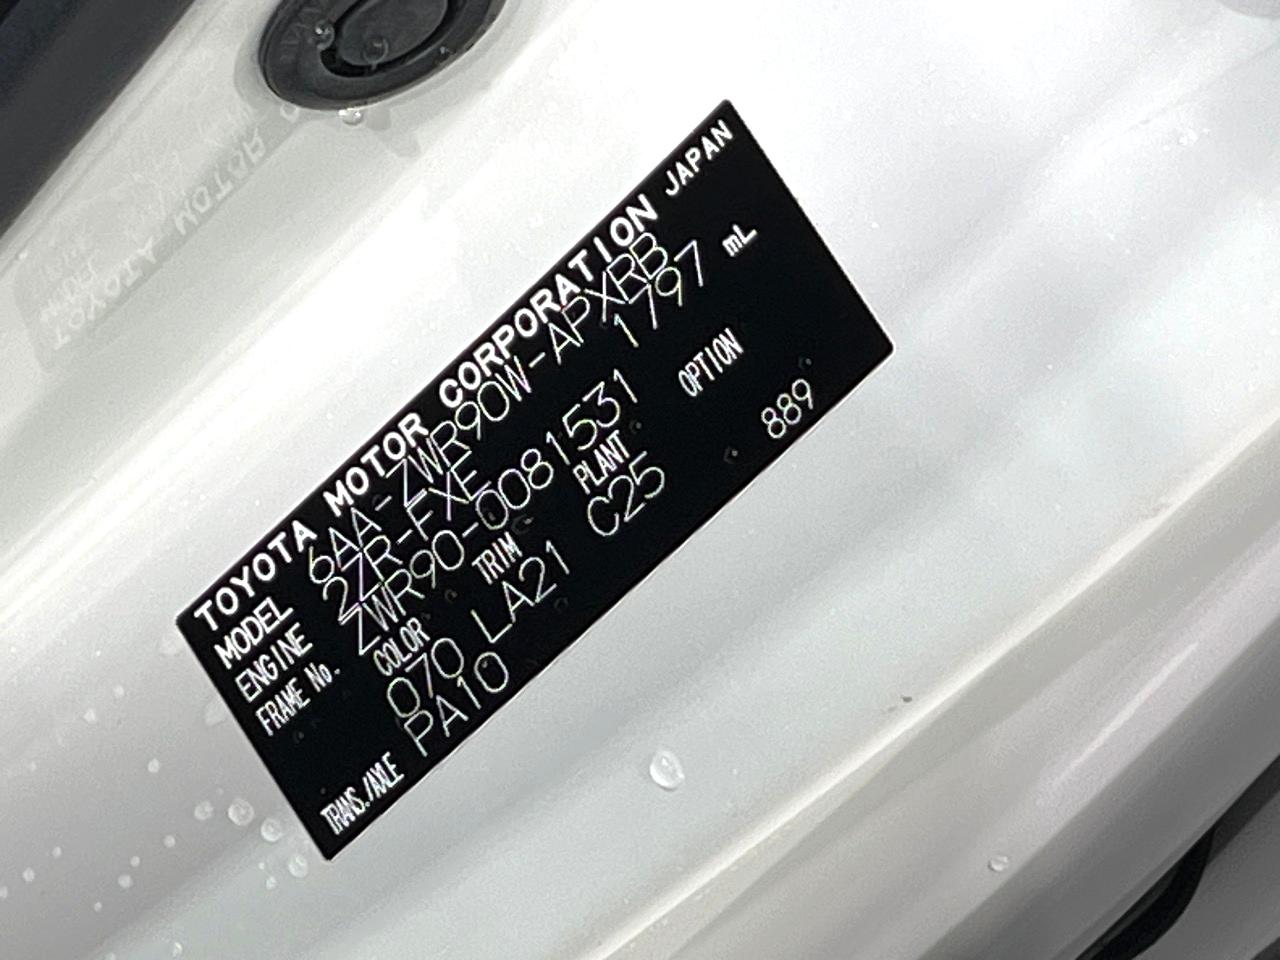 TOYOTA MOTOR CORPORATION JAPAN
MODEL 6AA-ZWR90W-APXRB
ENGINE 2ZR-FXE 1797 mL
FRAME No. ZWR90-0081531
COLOR TRIM PLANT OPTION
070 LA21 C25 889
TRANS./AXLE PA10